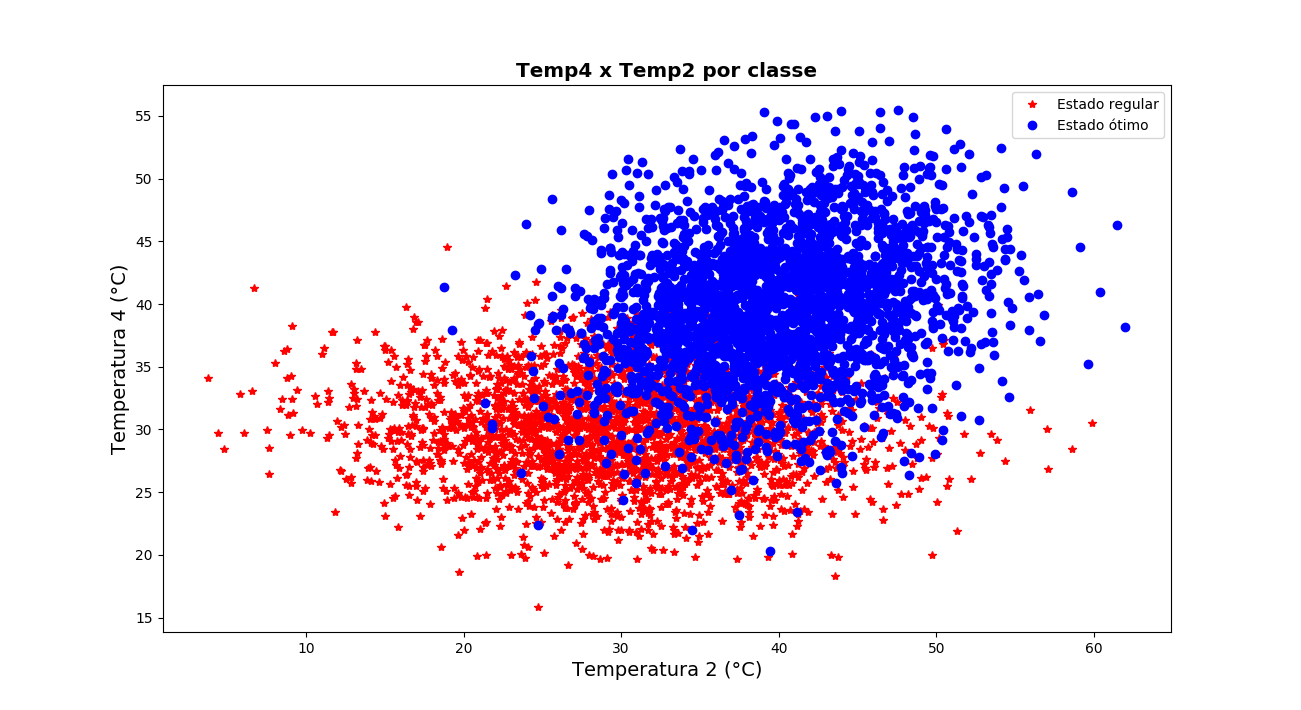 Temp4 x Temp2 por classe
Estado regular
Estado ótimo
55
50
45
40
35
30
25
20
15
Temperatura 4 (°C)
10 20 30 40 50 60
Temperatura 2 (°C)